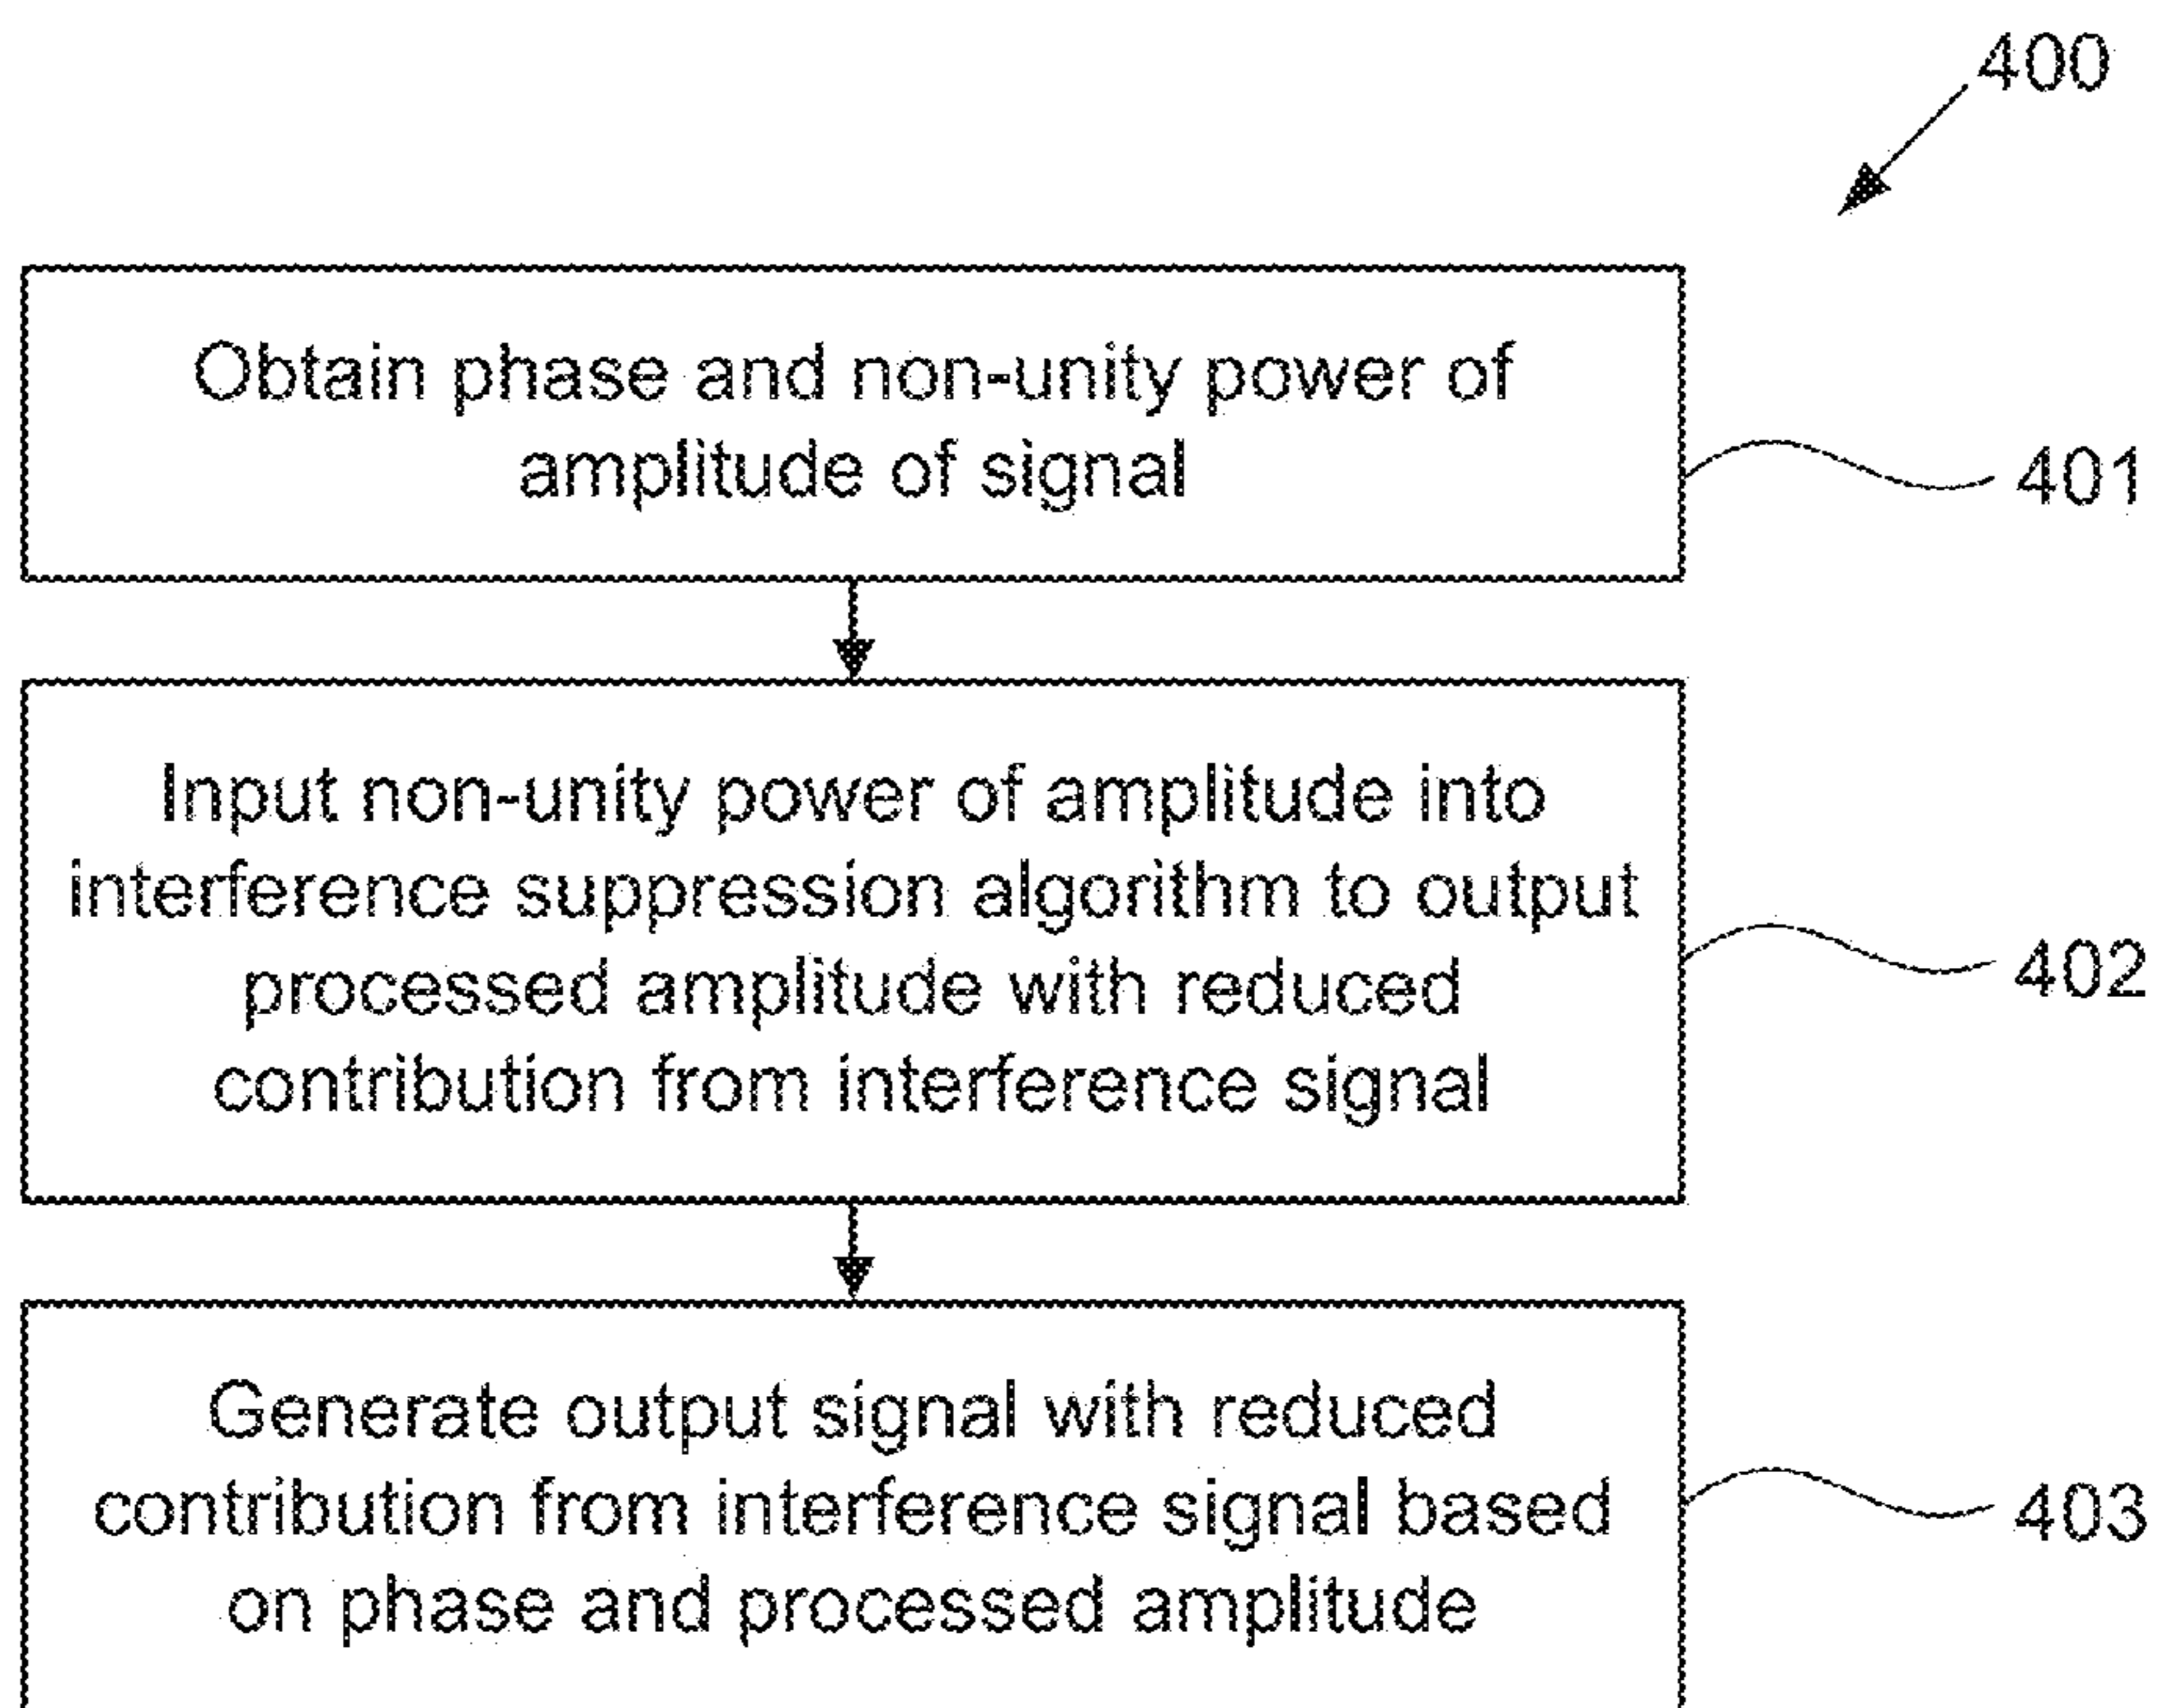 400
Obtain phase and non-unity power of
amplitude of signal
401
Input non-unity power of amplitude into
interference suppression algorithm to output
processed amplitude with reduced
contribution from interference signal
402
Generate output signal with reduced
contribution from interference signal based
on phase and processed amplitude
403